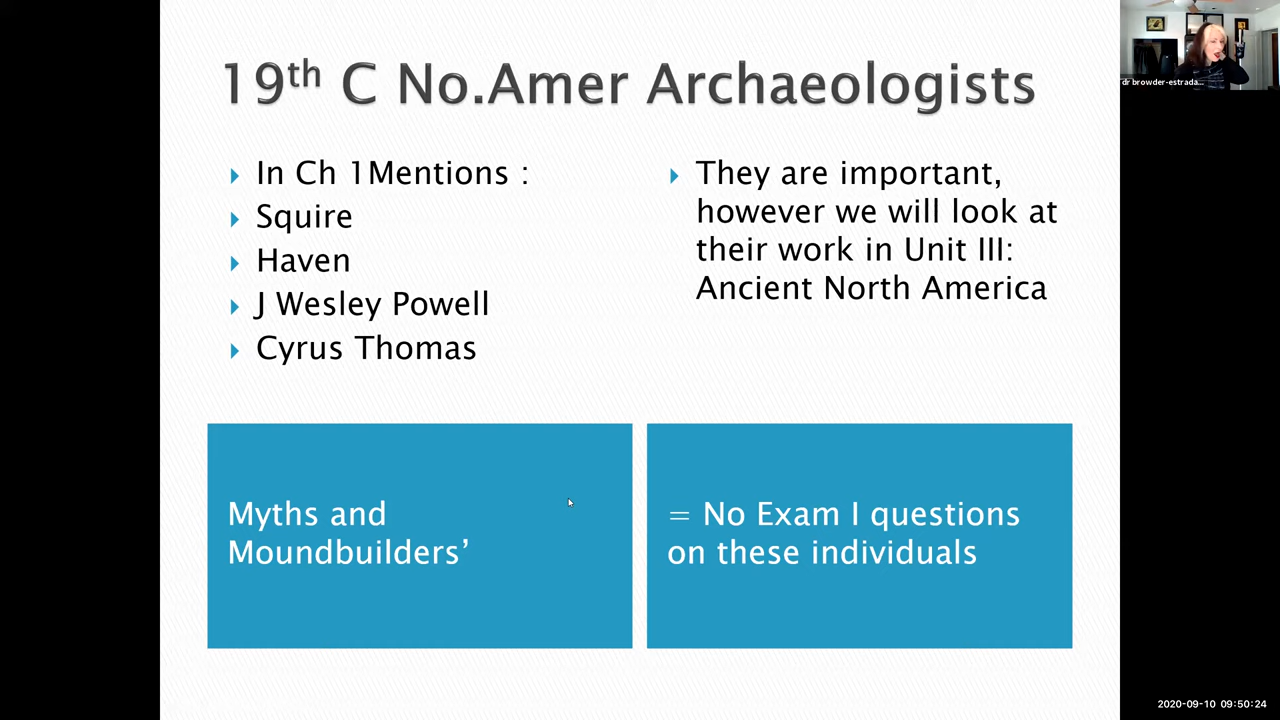 19th C No.Amer Archaeologists
In Ch 1Mentions :
Squire
Haven
J Wesley Powell
Cyrus Thomas
They are important,
however we will look at
their work in Unit III:
Ancient North America
Myths and
Moundbuilders’
= No Exam I questions
on these individuals
dr browder-estrada...
2020-09-10 09:50:24